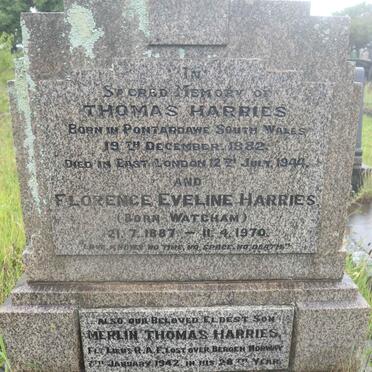 IN
SACRED MEMORY OF
THOMAS HARRIES
BORN IN PONTARDAWE SOUTH WALES
19TH DECEMBER, 1882.
DIED IN EAST LONDON 12TH JULY, 1944.
AND
FLORENCE EVELINE HARRIES
(BORN WATCHAM)
21.7.1887 – 11.4.1970.
"LOVE KNOWS NO TIME, NO SPACE, NO DEATH"
ALSO OUR BELOVED ELDEST SON
MERLIN THOMAS HARRIES,
FLT LIEUT R.A.F. LOST OVER BERGEN NORWAY
7TH JANUARY 1942, IN HIS 28TH YEAR.